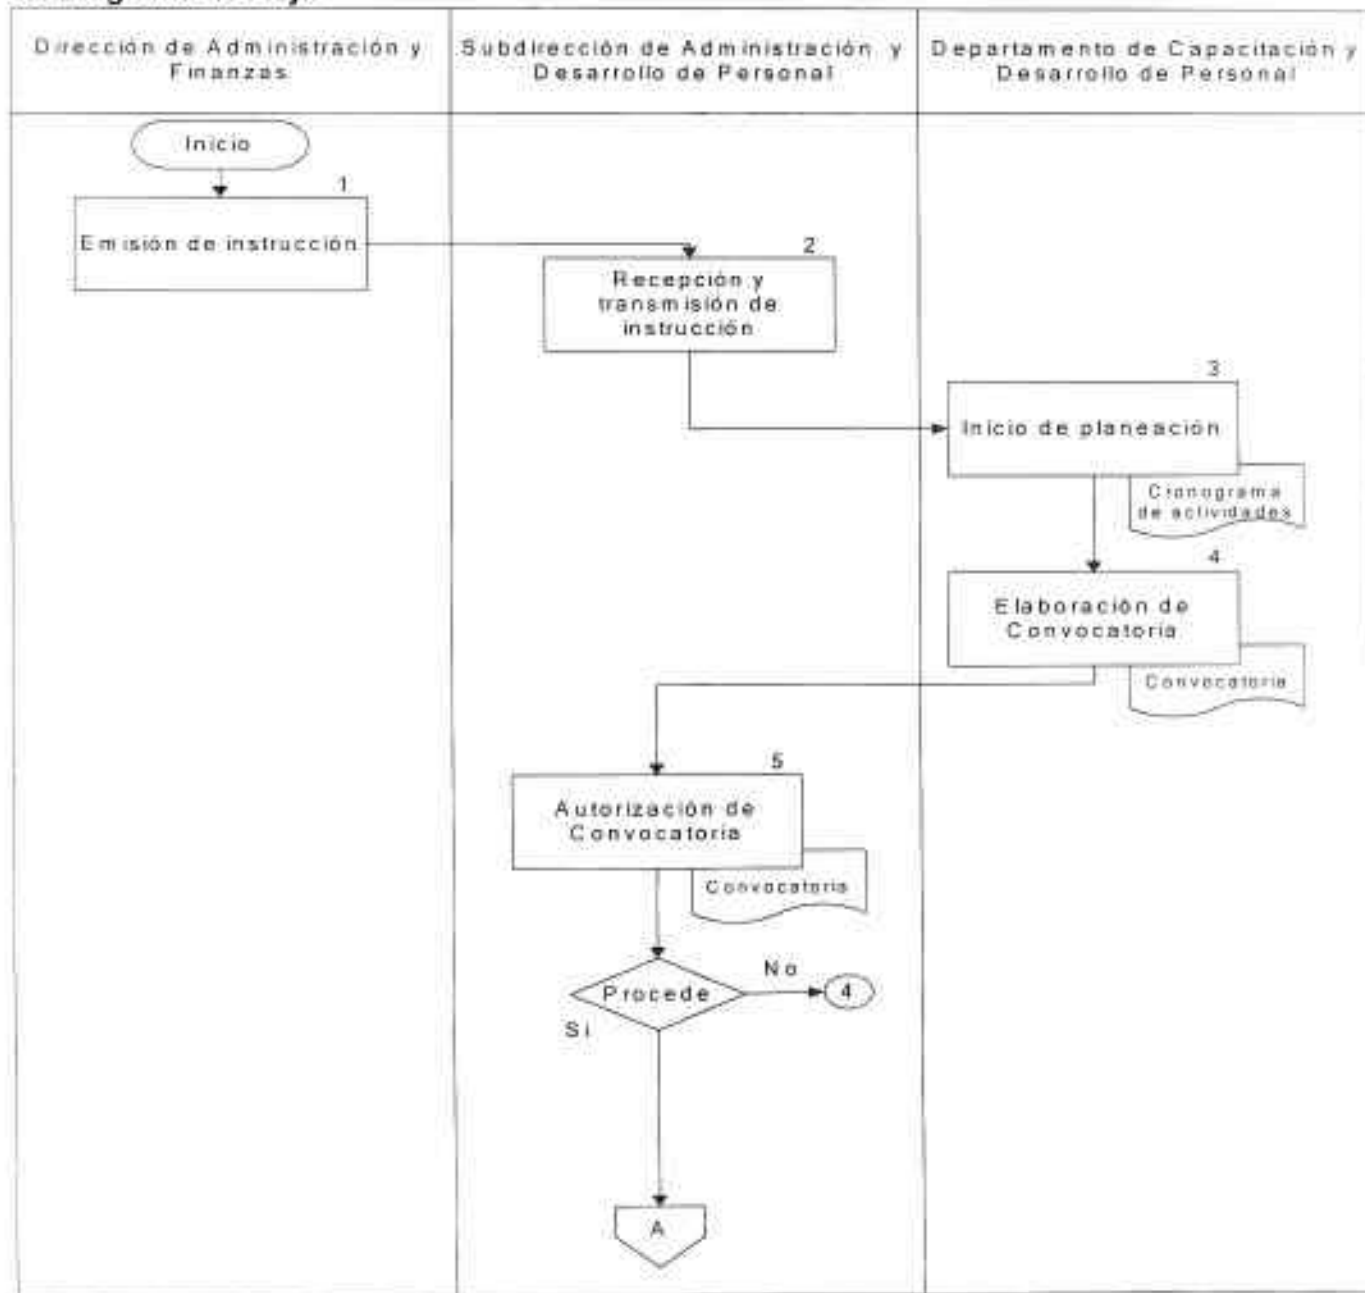 Dirección de Administración y
Finanzas
Subdirección de Administración y
Desarrollo de Personal
Departamento de Capacitación y
Desarrollo de Personal
Inicio
1
Emisión de instrucción
2
Recepción y
transmisión de
instrucción
3
Inicio de planeación
Cronograma
de actividades
4
Elaboración de
Convocatoria
Convocatoria
5
Autorización de
Convocatoria
Convocatoria
Procede
No
4
Si
A